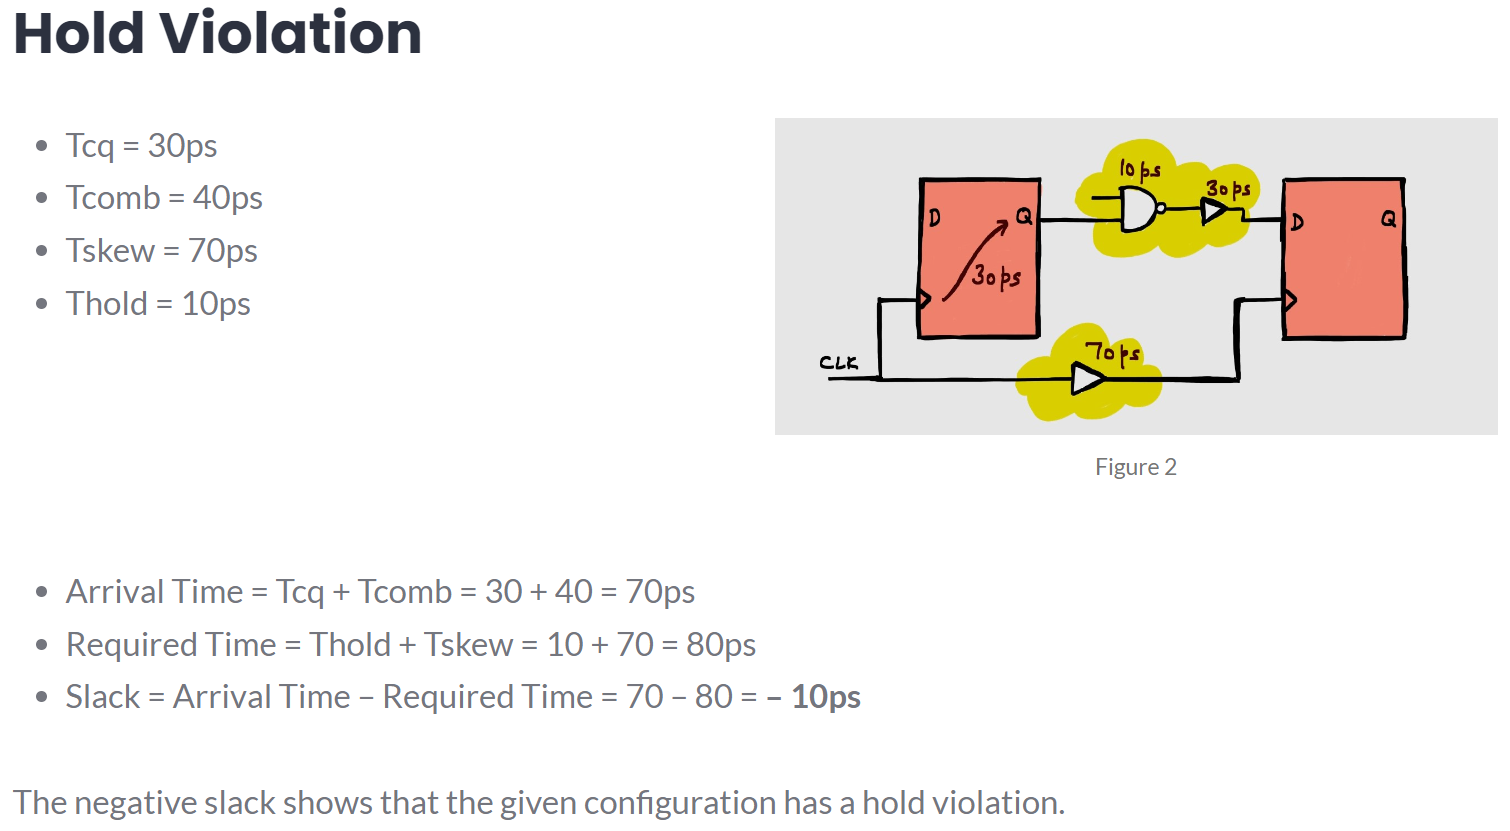 Hold Violation
• Tcq = 30ps
• Tcomb = 40ps
• Tskew = 70ps
• Thold = 10ps
10ps
30ps
D
Q
D
Q
30ps
70ps
CLK
Figure 2
• Arrival Time = Tcq + Tcomb = 30 + 40 = 70ps
• Required Time = Thold + Tskew = 10 + 70 = 80ps
• Slack = Arrival Time – Required Time = 70 – 80 = – 10ps
The negative slack shows that the given configuration has a hold violation.